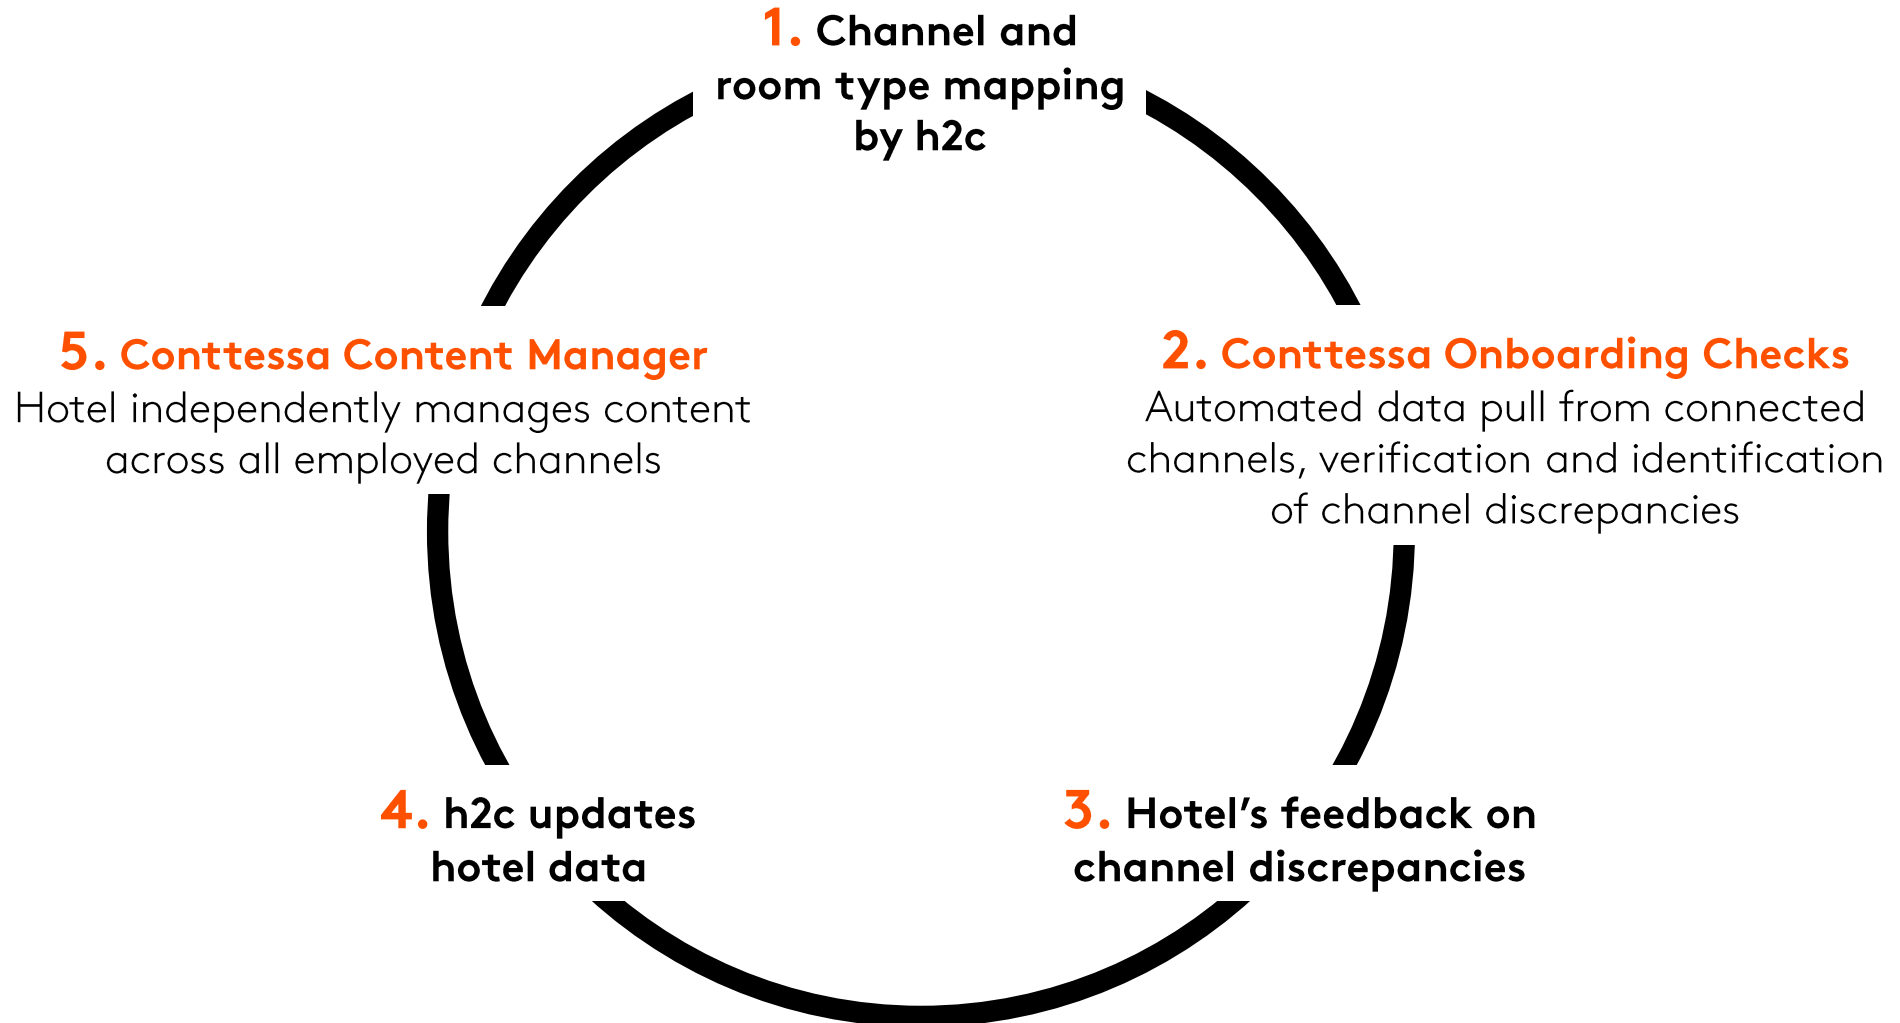 1. Channel and
room type mapping
by h2c
2. Conttessa Onboarding Checks
Automated data pull from connected
channels, verification and identification
of channel discrepancies
3. Hotel’s feedback on
channel discrepancies
4. h2c updates
hotel data
5. Conttessa Content Manager
Hotel independently manages content
across all employed channels